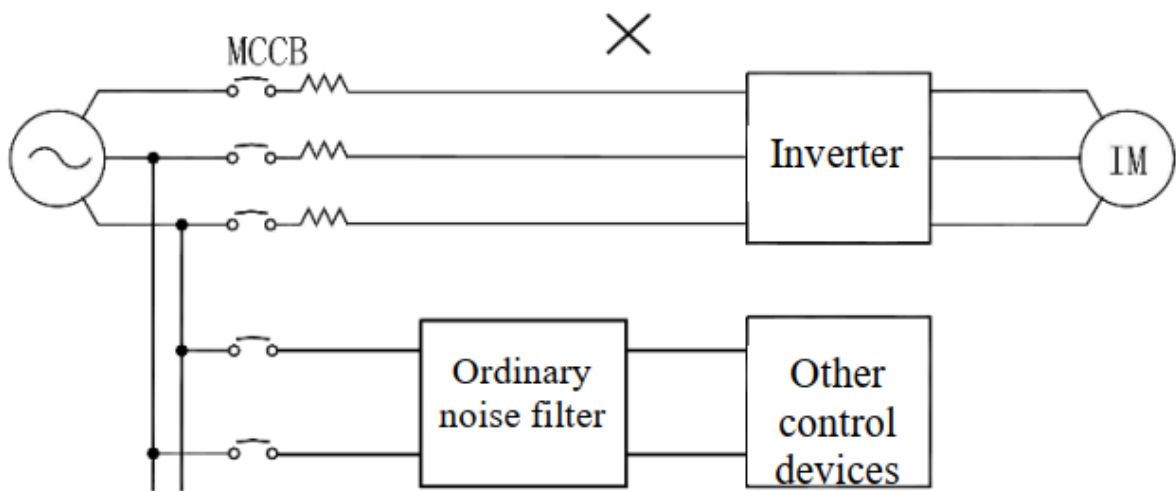 MCCB
Inverter
IM
Ordinary
noise filter
Other
control
devices